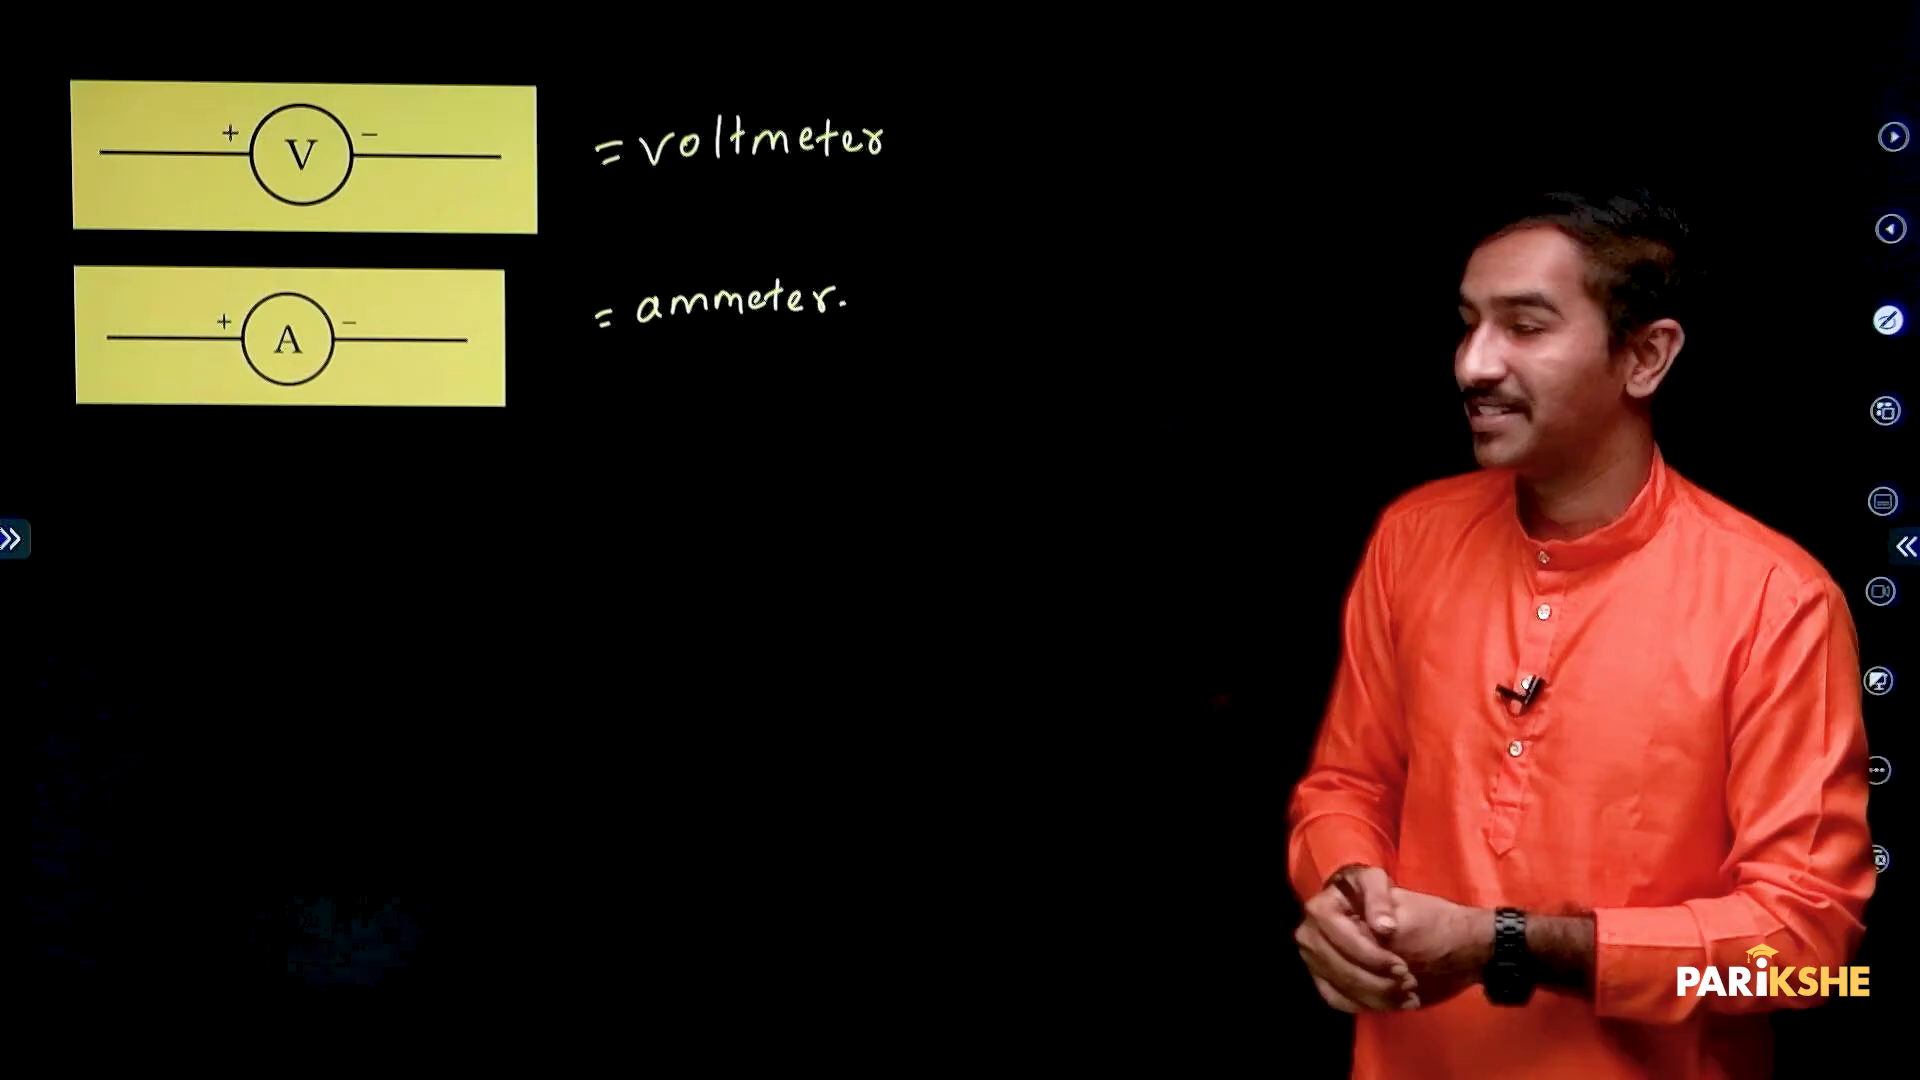 + V − = voltmeter
+ A − = ammeter.
PARiKSHE